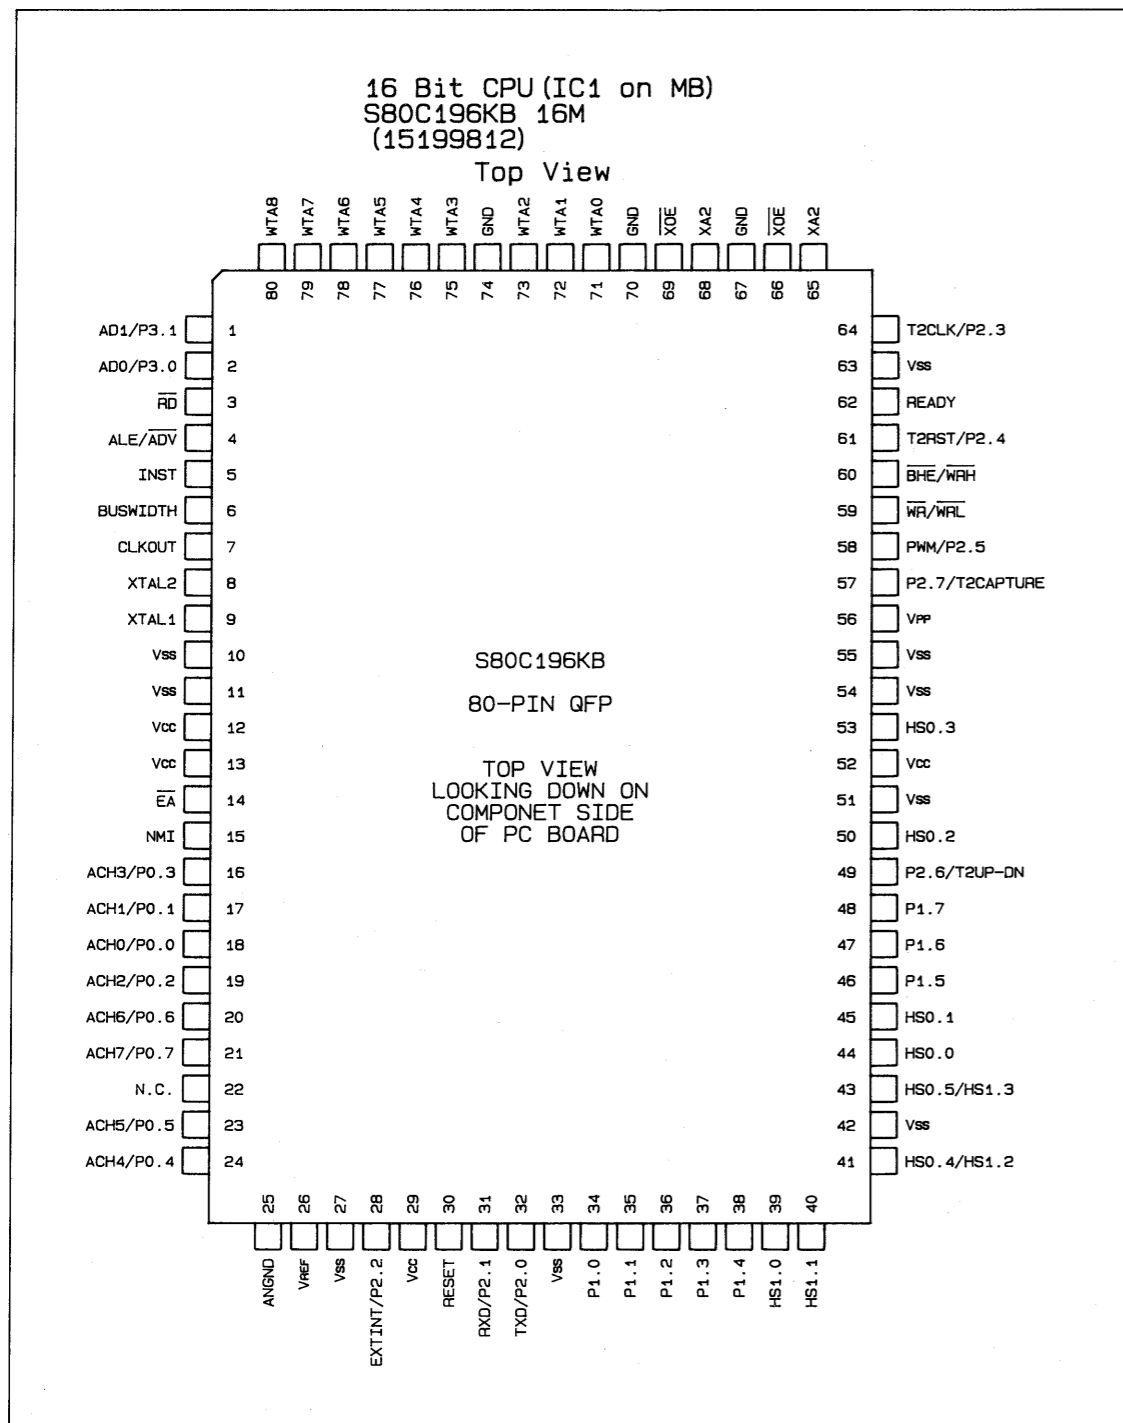 16 Bit CPU (IC1 on MB)
S80C196KB 16M
(15199812)
Top View
WTA8 WTA7 WTA6 WTA5 WTA4 WTA3 GND WTA2 WTA1 WTA0 GND XOE XA2 GND XOE XA2
80 79 78 77 76 75 74 73 72 71 70 69 68 67 66 65
AD1/P3.1 1 64 T2CLK/P2.3
AD0/P3.0 2 63 Vss
RD 3 62 READY
ALE/ADV 4 61 T2RST/P2.4
INST 5 60 BHE/WRH
BUSWIDTH 6 59 WR/WRL
CLKOUT 7 58 PWM/P2.5
XTAL2 8 57 P2.7/T2CAPTURE
XTAL1 9 56 VPP
Vss 10 55 Vss
Vss 11 54 Vss
Vcc 12 53 HS0.3
Vcc 13 52 Vcc
EA 14 51 Vss
NMI 15 50 HS0.2
ACH3/P0.3 16 49 P2.6/T2UP-DN
ACH1/P0.1 17 48 P1.7
ACH0/P0.0 18 47 P1.6
ACH2/P0.2 19 46 P1.5
ACH6/P0.6 20 45 HS0.1
ACH7/P0.7 21 44 HS0.0
N.C. 22 43 HS0.5/HS1.3
ACH5/P0.5 23 42 Vss
ACH4/P0.4 24 41 HS0.4/HS1.2
S80C196KB
80-PIN QFP
TOP VIEW
LOOKING DOWN ON
COMPONET SIDE
OF PC BOARD
25 26 27 28 29 30 31 32 33 34 35 36 37 38 39 40
ANGND VREF Vss EXTINT/P2.2 Vcc RESET RXD/P2.1 TXD/P2.0 Vss P1.0 P1.1 P1.2 P1.3 P1.4 HS1.0 HS1.1